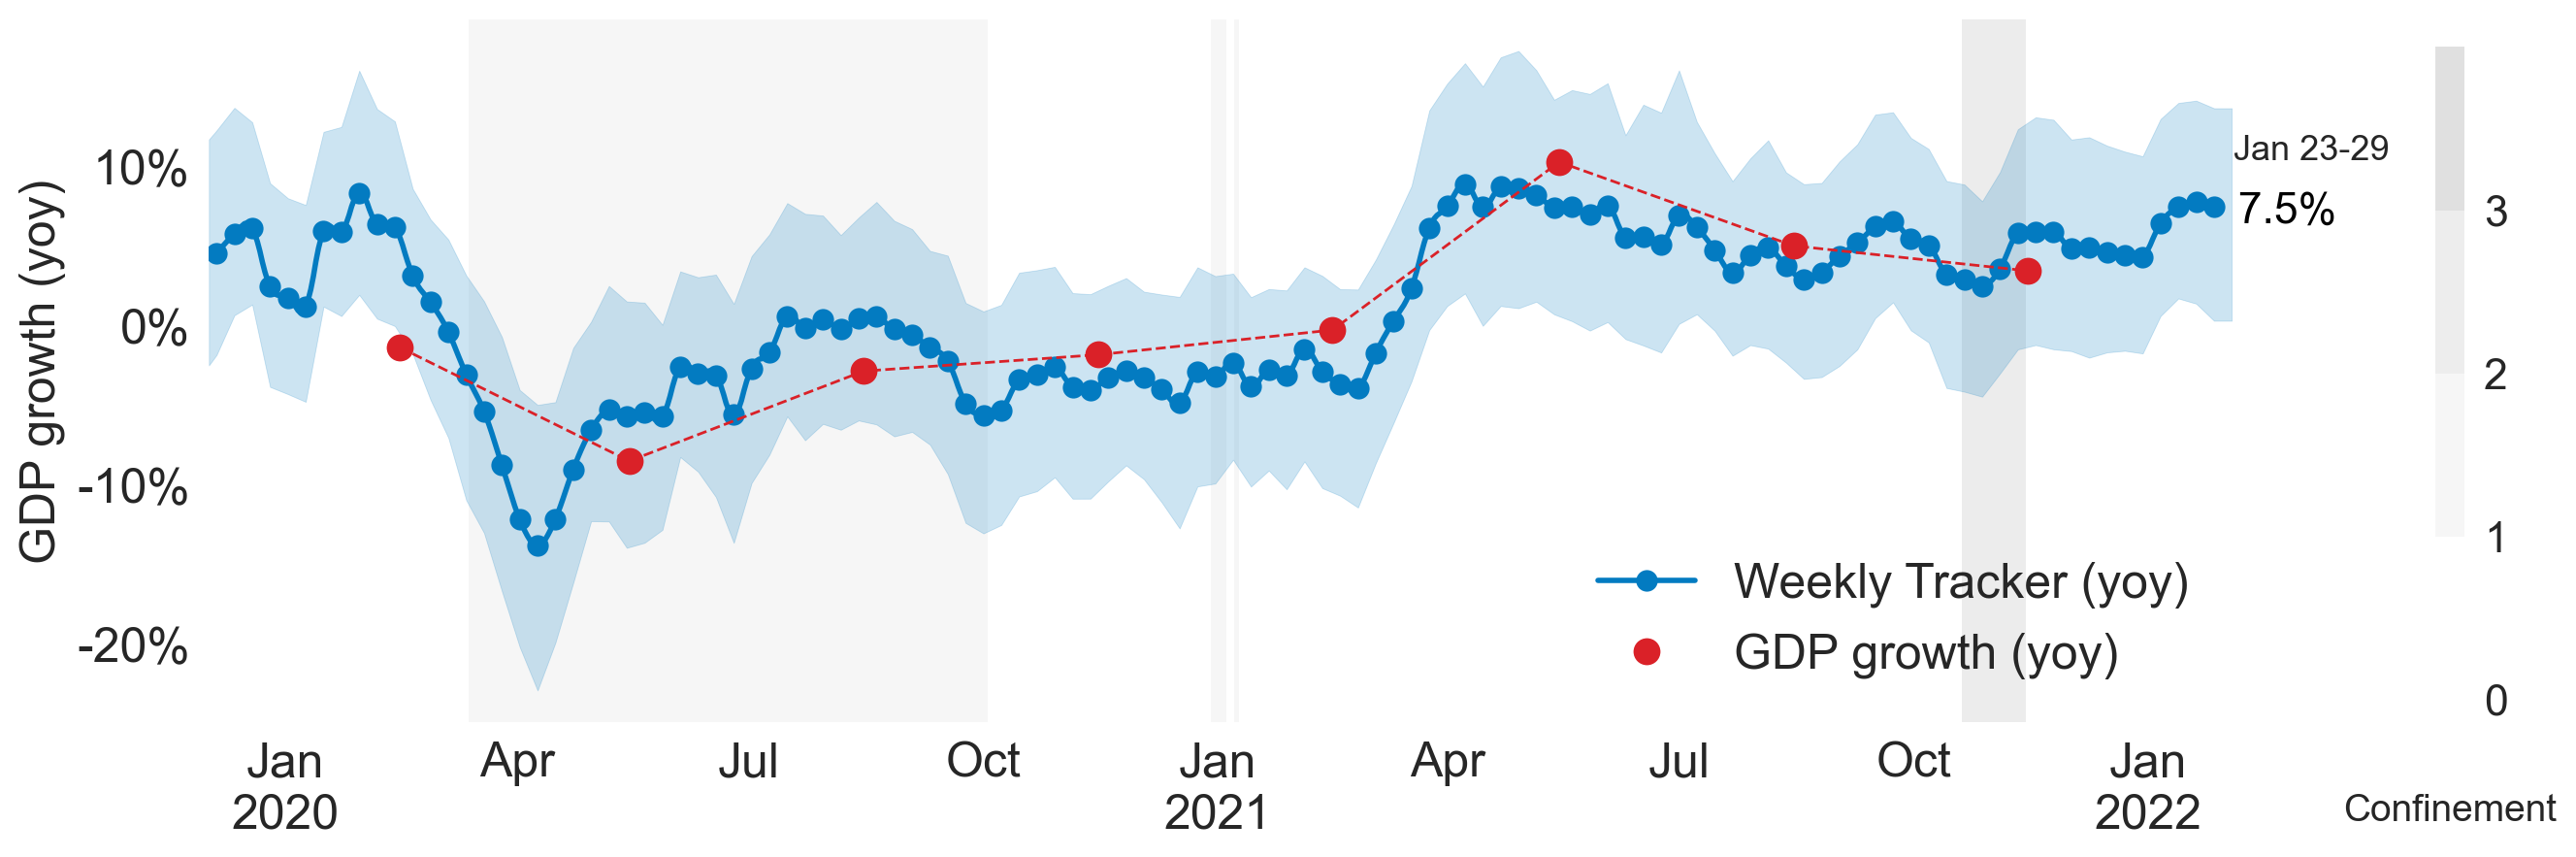 GDP growth (yoy)
10%
0%
-10%
-20%
Jan 23-29
7.5%
Weekly Tracker (yoy)
GDP growth (yoy)
3
2
1
0
Jan Apr Jul Oct Jan Apr Jul Oct Jan
2020 2021 2022
Confinement